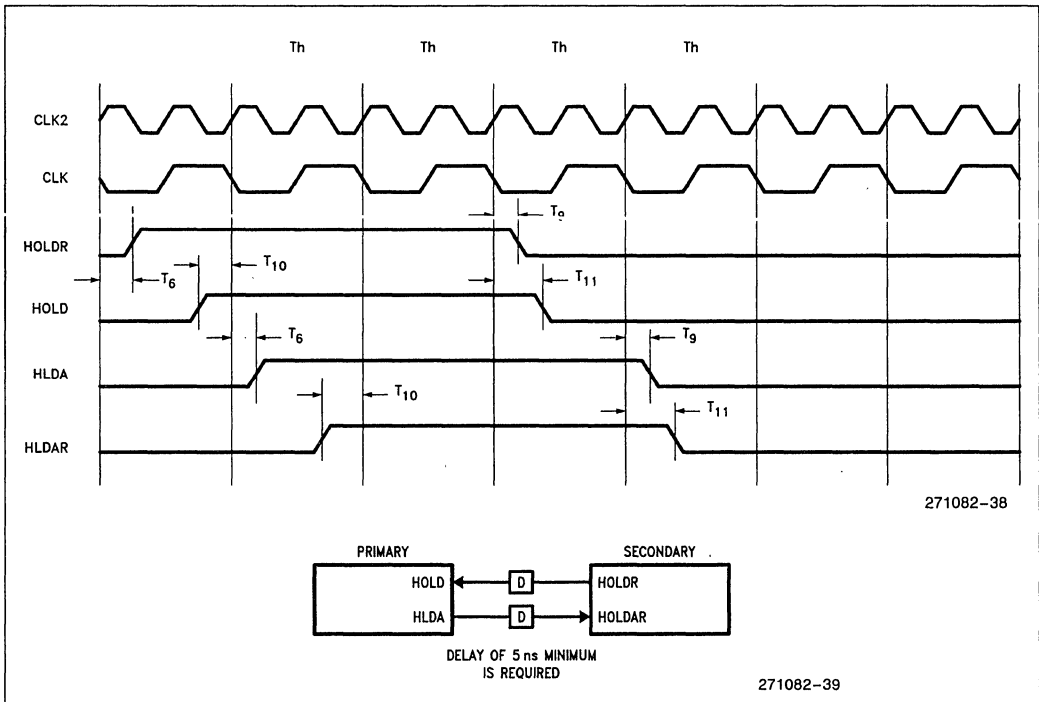 Th Th Th Th
CLK2
CLK
T9
HOLDR
T6 T10
T11
HOLD
T6 T9
HLDA
T10 T11
HLDAR
271082-38
PRIMARY SECONDARY
HOLD D HOLDR
HLDA D HOLDAR
DELAY OF 5 ns MINIMUM
IS REQUIRED
271082-39